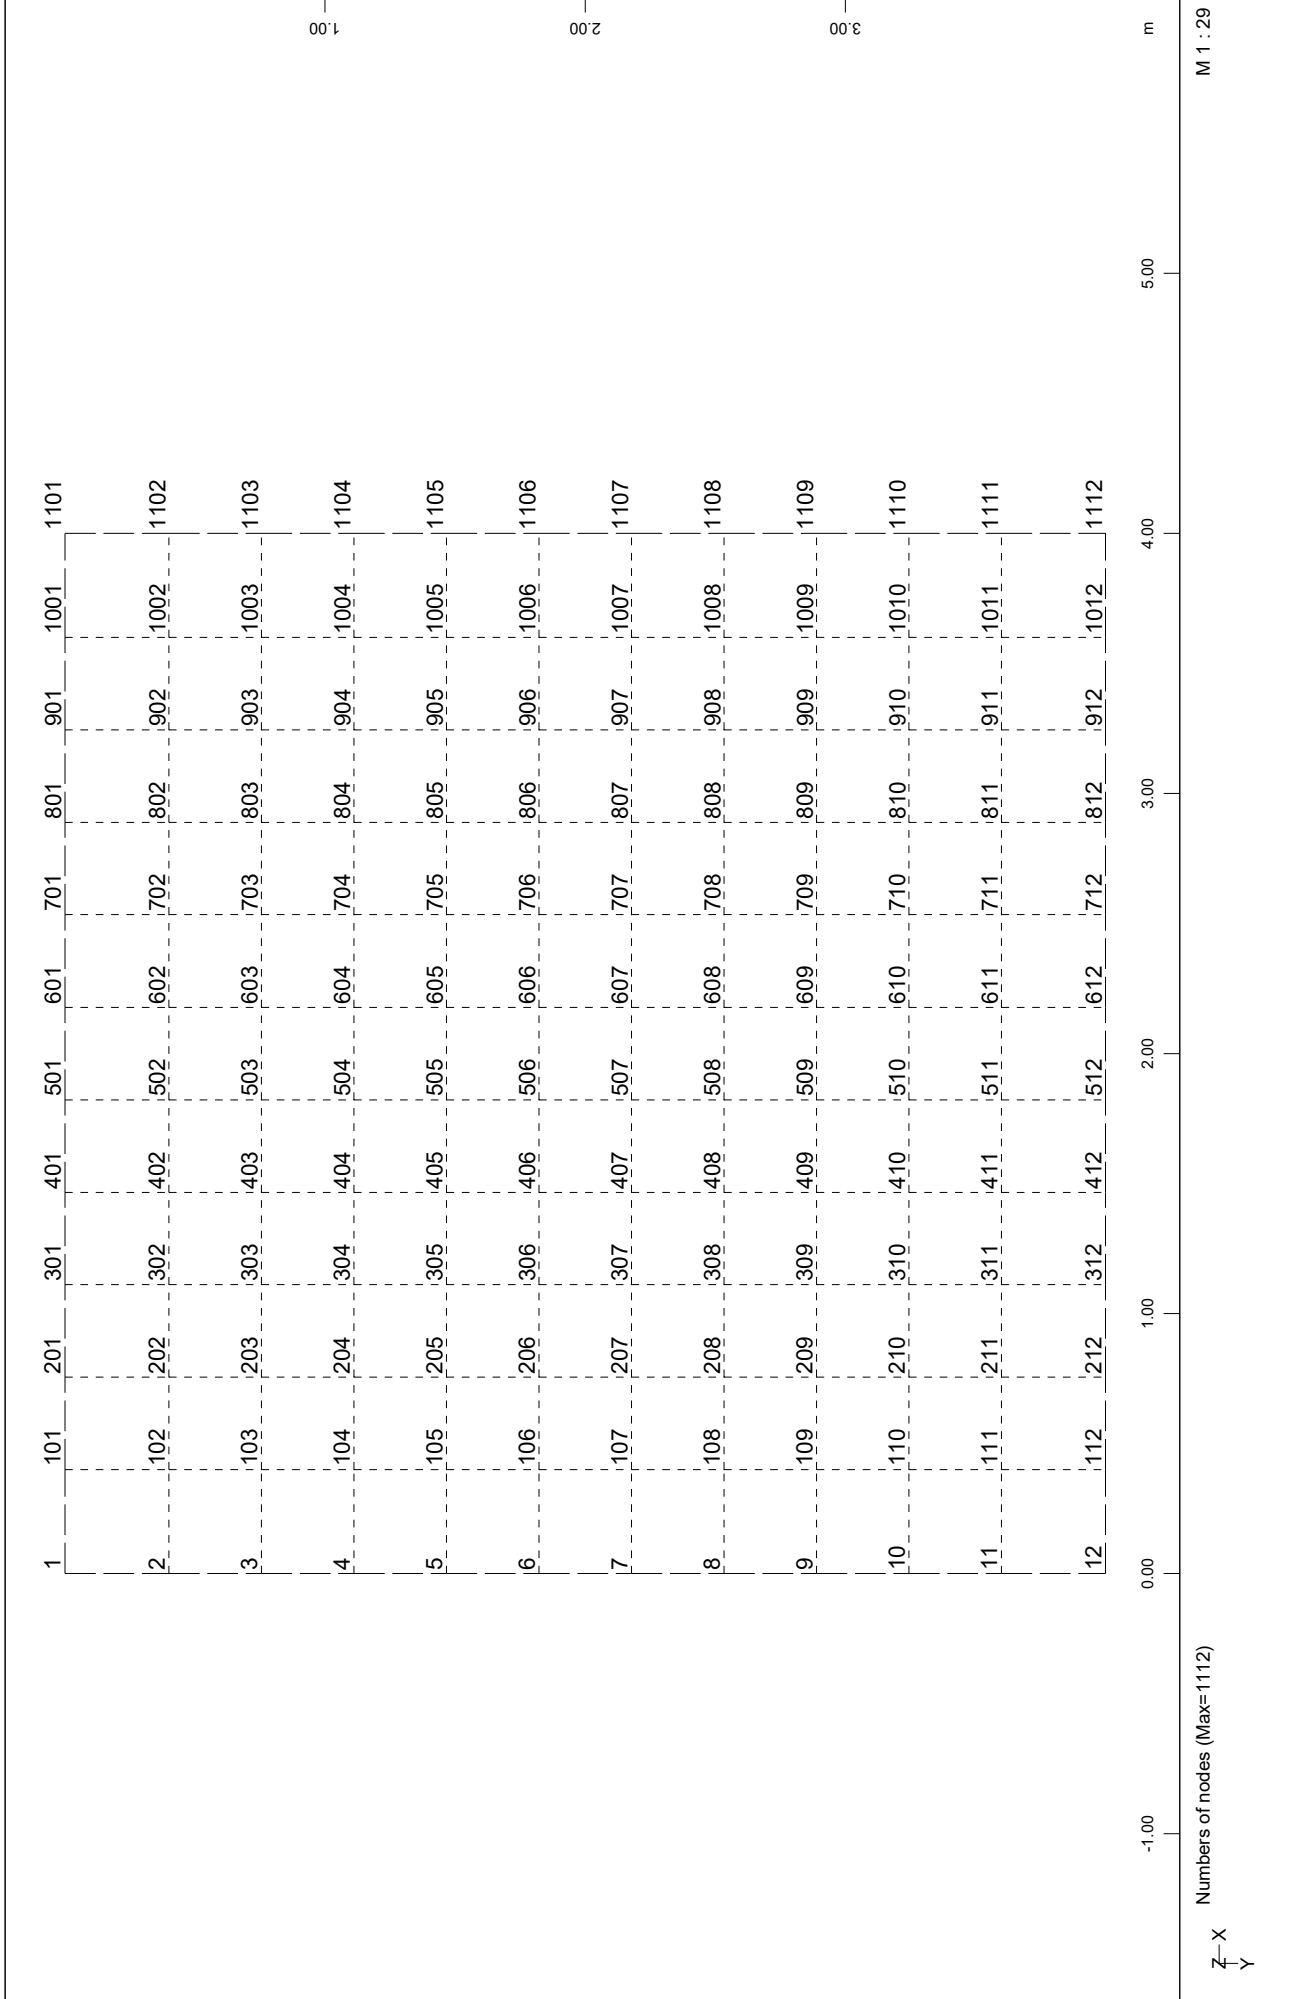 1 101 201 301 401 501 601 701 801 901 1001 1101
2 102 202 302 402 502 602 702 802 902 1002 1102
3 103 203 303 403 503 603 703 803 903 1003 1103
1.00
4 104 204 304 404 504 604 704 804 904 1004 1104
5 105 205 305 405 505 605 705 805 905 1005 1105
6 106 206 306 406 506 606 706 806 906 1006 1106
2.00
7 107 207 307 407 507 607 707 807 907 1007 1107
8 108 208 308 408 508 608 708 808 908 1008 1108
9 109 209 309 409 509 609 709 809 909 1009 1109
3.00
10 110 210 310 410 510 610 710 810 910 1010 1110
11 111 211 311 411 511 611 711 811 911 1011 1111
12 112 212 312 412 512 612 712 812 912 1012 1112
-1.00 0.00 1.00 2.00 3.00 4.00 5.00 m
Numbers of nodes (Max=1112) M 1 : 29
Z X
Y